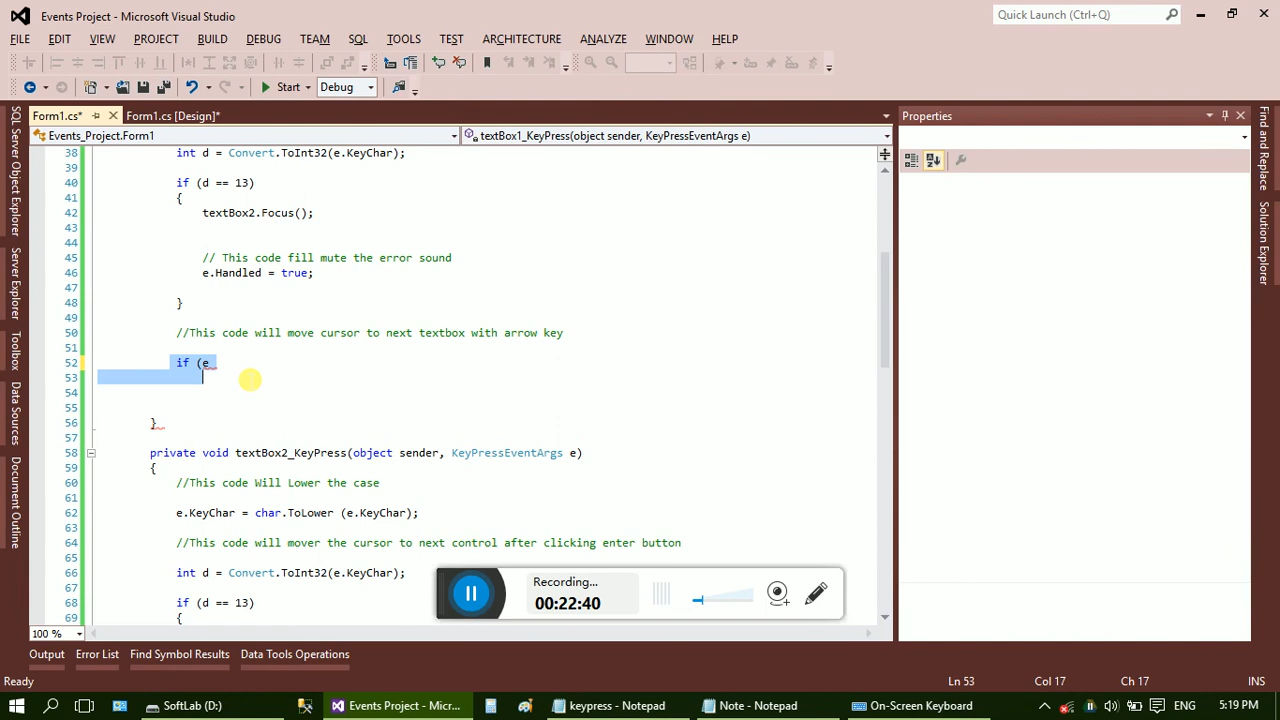 Events Project - Microsoft Visual Studio
Quick Launch (Ctrl+Q)
FILE EDIT VIEW PROJECT BUILD DEBUG TEAM SQL TOOLS TEST ARCHITECTURE ANALYZE WINDOW HELP
Start Debug
Form1.cs* Form1.cs [Design]*
Properties
Events_Project.Form1 textBox1_KeyPress(object sender, KeyPressEventArgs e)
SQL Server Object Explorer
Server Explorer
Toolbox
Data Sources
Document Outline
38 int d = Convert.ToInt32(e.KeyChar);
39
40 if (d == 13)
41 {
42 textBox2.Focus();
43
44
45 // This code fill mute the error sound
46 e.Handled = true;
47
48 }
49
50 //This code will move cursor to next textbox with arrow key
51
52 if (e
53
54
55
56 }
57
58 private void textBox2_KeyPress(object sender, KeyPressEventArgs e)
59 {
60 //This code Will Lower the case
61
62 e.KeyChar = char.ToLower (e.KeyChar);
63
64 //This code will mover the cursor to next control after clicking enter button
65
66 int d = Convert.ToInt32(e.KeyChar);
67
68 if (d == 13)
69 {
Find and Replace
Solution Explorer
Recording...
00:22:40
100 %
Output Error List Find Symbol Results Data Tools Operations
Ready Ln 53 Col 17 Ch 17 INS
SoftLab (D:) Events Project - Micr... keypress - Notepad Note - Notepad On-Screen Keyboard ENG 5:19 PM